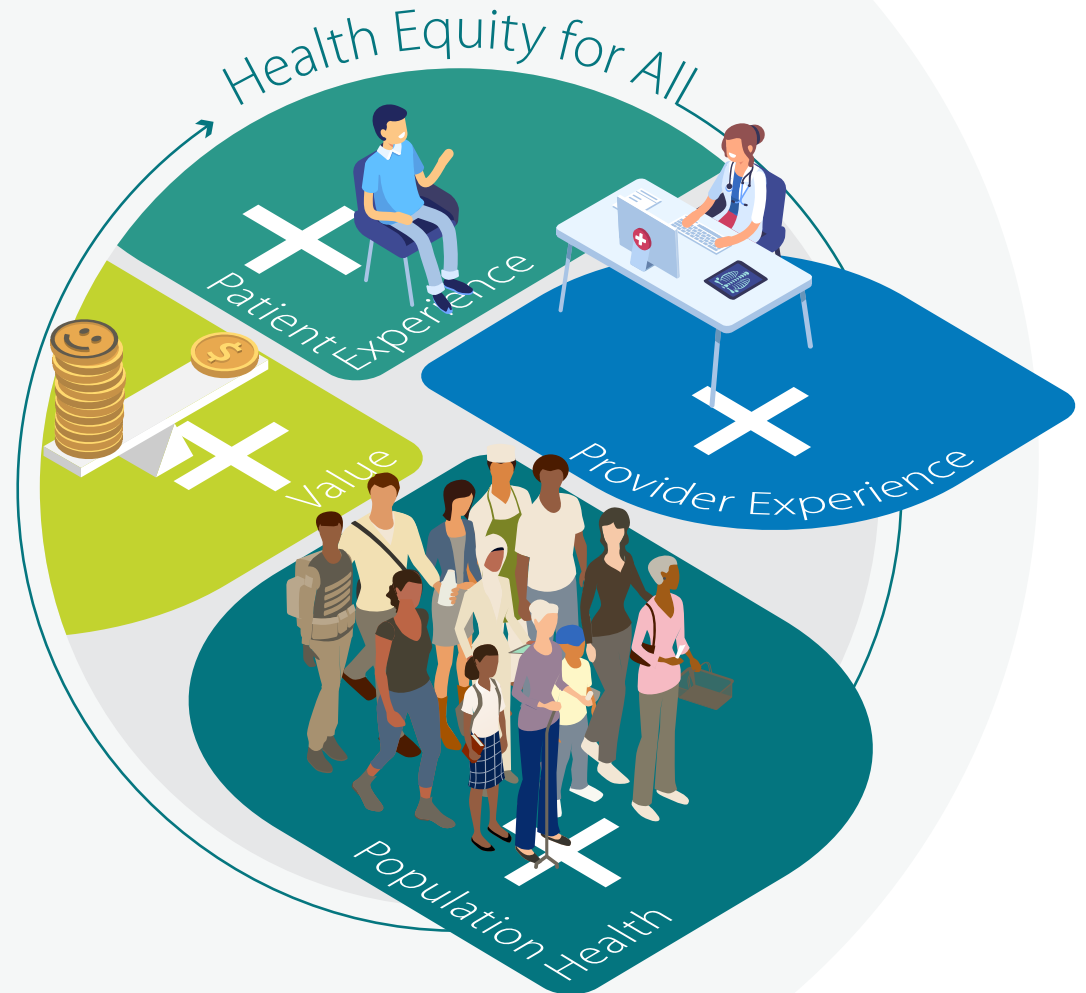 Health Equity for All
Patient
Experience
Provider Experience
Value
$
Population
Health